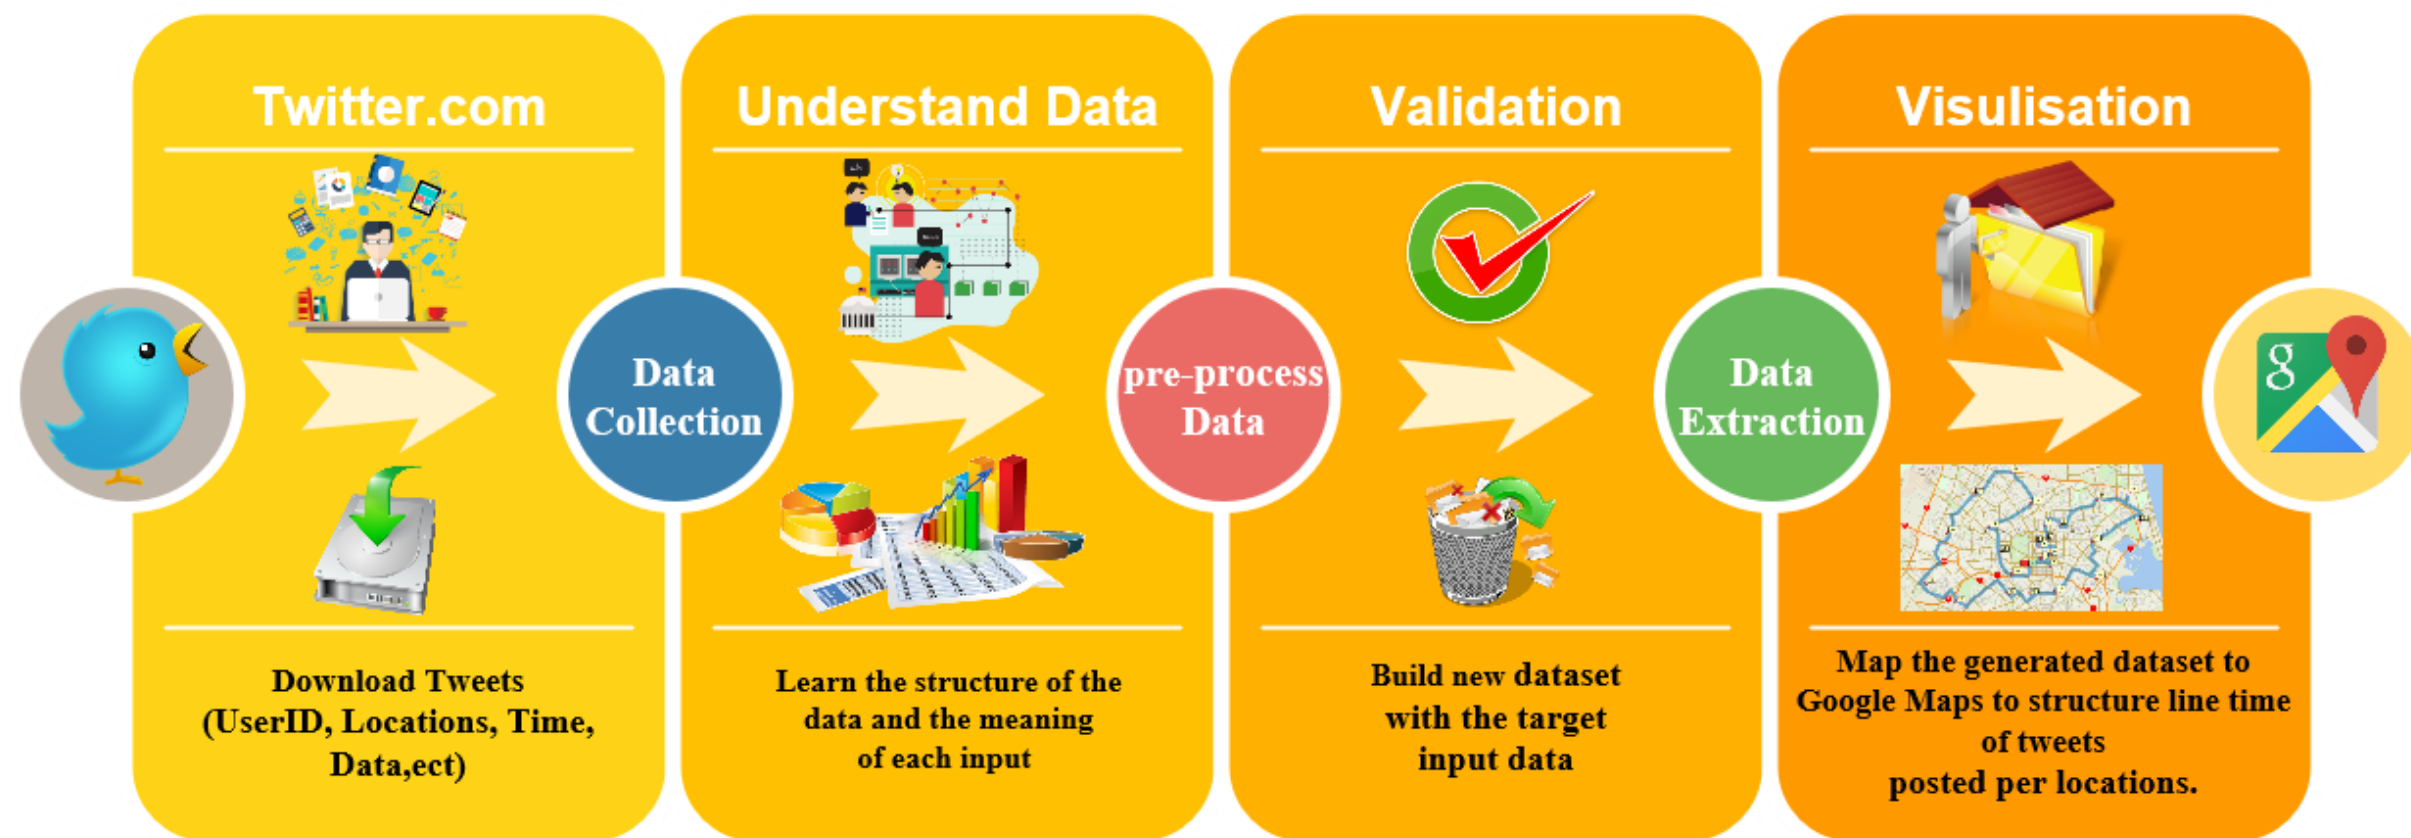 Twitter.com
Download Tweets
(UserID, Locations, Time,
Data,ect)
Data
Collection
Understand Data
Learn the structure of the
data and the meaning
of each input
pre-process
Data
Validation
Build new dataset
with the target
input data
Data
Extraction
Visulisation
Map the generated dataset to
Google Maps to structure line time
of tweets
posted per locations.
g